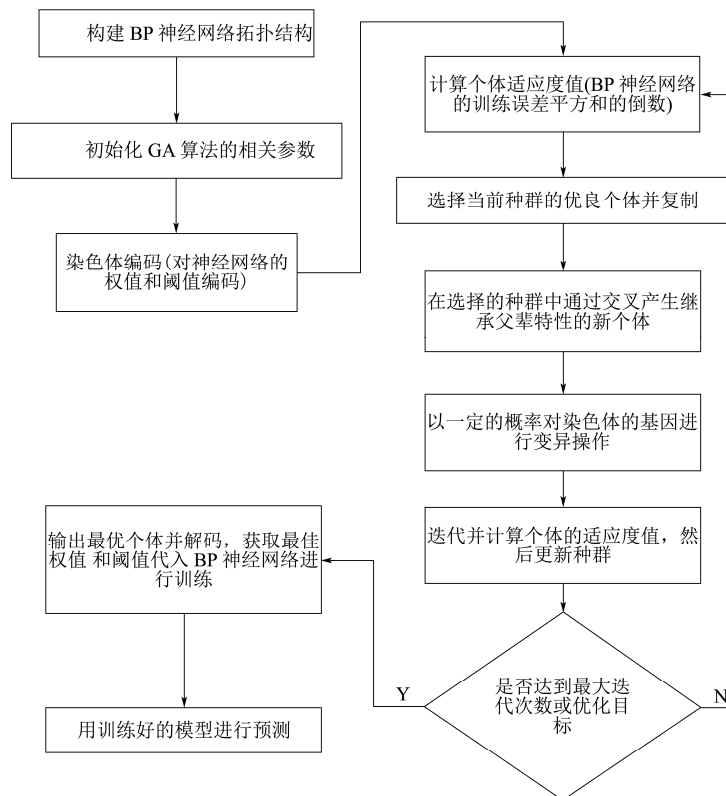 构建 BP 神经网络拓扑结构
初始化 GA 算法的相关参数
染色体编码(对神经网络的
权值和阈值编码)
计算个体适应度值(BP 神经网络
的训练误差平方和的倒数)
选择当前种群的优良个体并复制
在选择的种群中通过交叉产生继
承父辈特性的新个体
以一定的概率对染色体的基因进
行变异操作
迭代并计算个体的适应度值，然
后更新种群
是否达到最大迭
代次数或优化目
标
N
Y
输出最优个体并解码，获取最佳
权值 和阈值代入 BP 神经网络进
行训练
用训练好的模型进行预测